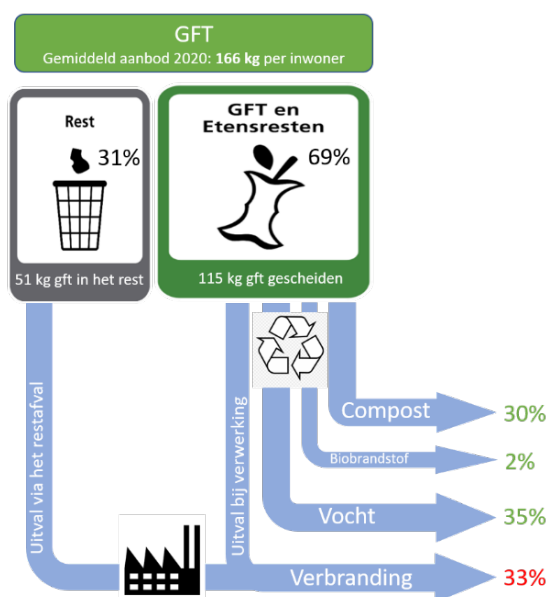 GFT
Gemiddeld aanbod 2020: 166 kg per inwoner
Rest
31%
51 kg gft in het rest
GFT en
Etensresten
69%
115 kg gft gescheiden
Uitval via het restafval
Uitval bij verwerking
Compost
30%
Biobrandstof
2%
Vocht
35%
Verbranding
33%